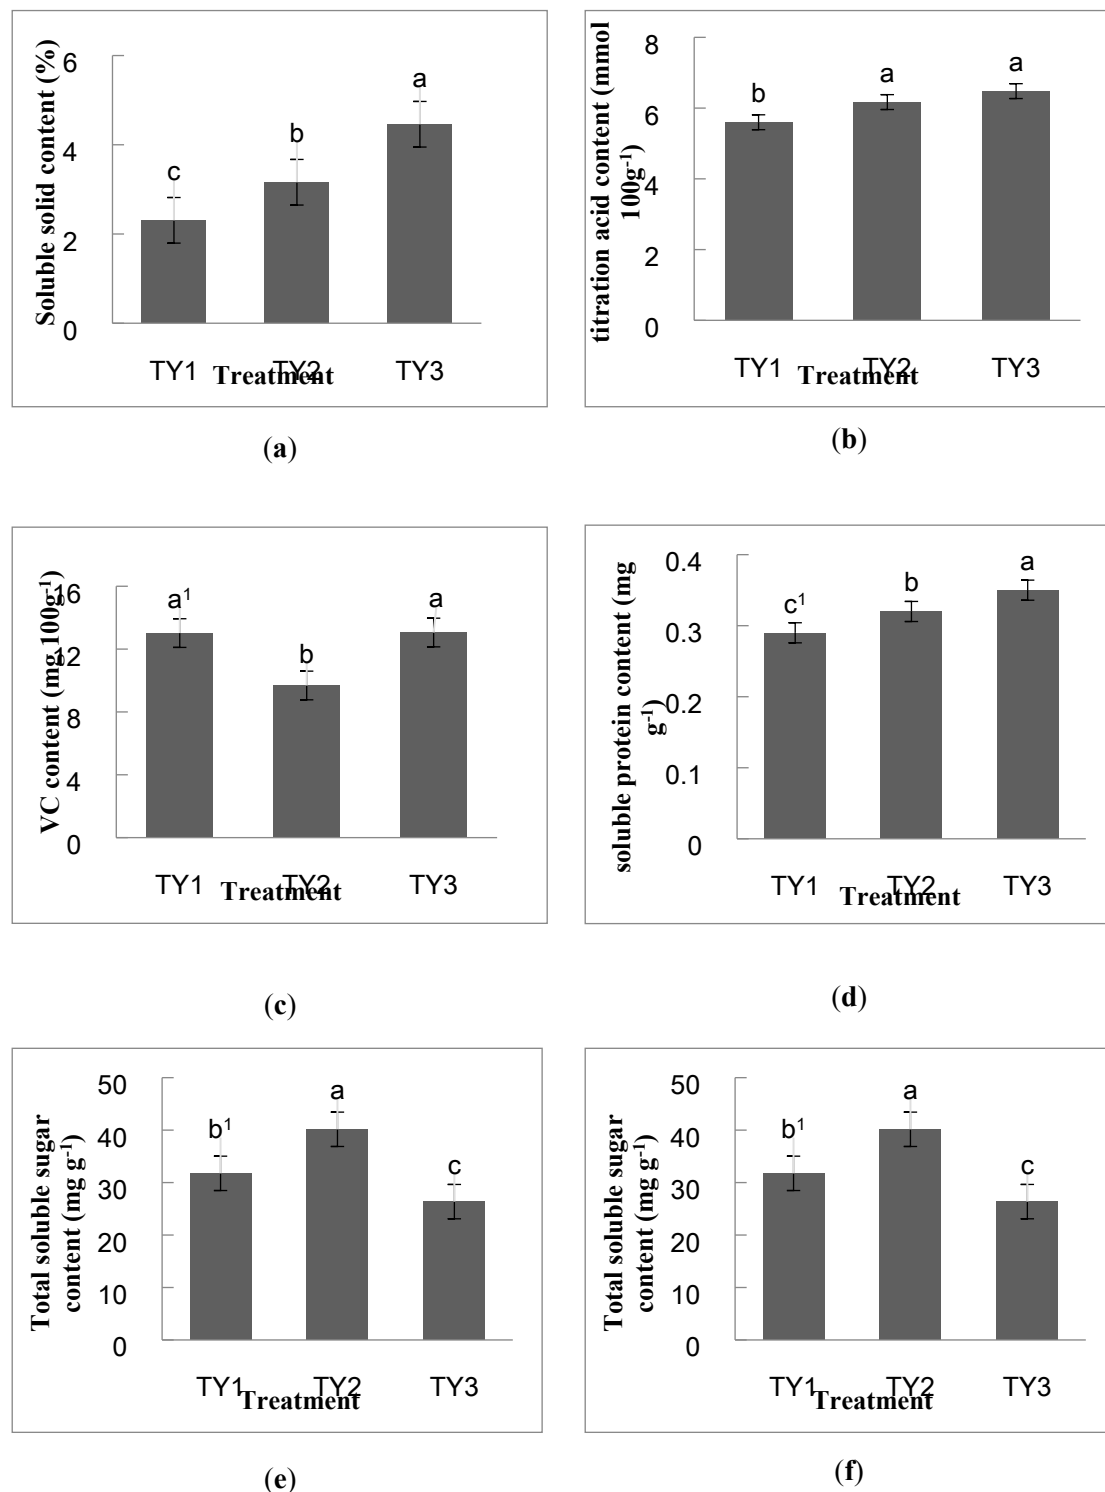 Soluble solid content (%)
6
4
2
0
c
b
a
TY1 TY2 TY3
Treatment
(a)
titration acid content (mmol
100g⁻¹)
8
6
4
2
0
b
a
a
TY1 TY2 TY3
Treatment
(b)
VC content (mg 100g⁻¹)
16
12
8
4
0
a¹
b
a
TY1 TY2 TY3
Treatment
(c)
soluble protein content (mg
g⁻¹)
0.4
0.3
0.2
0.1
0
c¹
b
a
TY1 TY2 TY3
Treatment
(d)
Total soluble sugar
content (mg g⁻¹)
50
40
30
20
10
0
b¹
a
c
TY1 TY2 TY3
Treatment
(e)
Total soluble sugar
content (mg g⁻¹)
50
40
30
20
10
0
b¹
a
c
TY1 TY2 TY3
Treatment
(f)